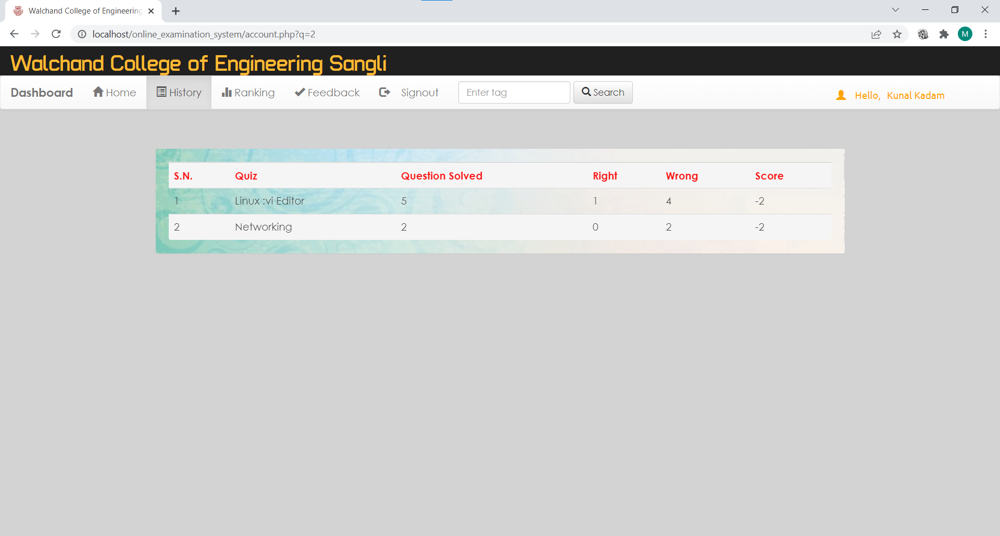 Walchand College of Engineering
localhost/online_examination_system/account.php?q=2
M
Walchand College of Engineering Sangli
Dashboard Home History Ranking Feedback Signout Enter tag Search Hello, Kunal Kadam
S.N. Quiz Question Solved Right Wrong Score
1 Linux :vi Editor 5 1 4 -2
2 Networking 2 0 2 -2